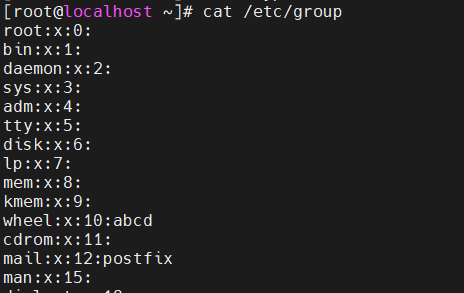 [root@localhost ~]# cat /etc/group
root:x:0:
bin:x:1:
daemon:x:2:
sys:x:3:
adm:x:4:
tty:x:5:
disk:x:6:
lp:x:7:
mem:x:8:
kmem:x:9:
wheel:x:10:abcd
cdrom:x:11:
mail:x:12:postfix
man:x:15: